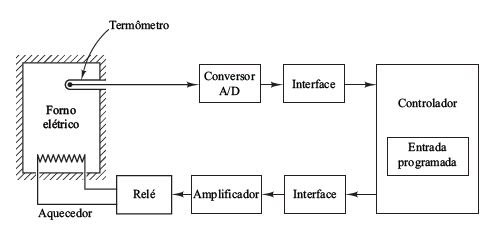 Termômetro
Conversor
A/D
Interface
Controlador
Forno
elétrico
Entrada
programada
Relé
Amplificador
Interface
Aquecedor